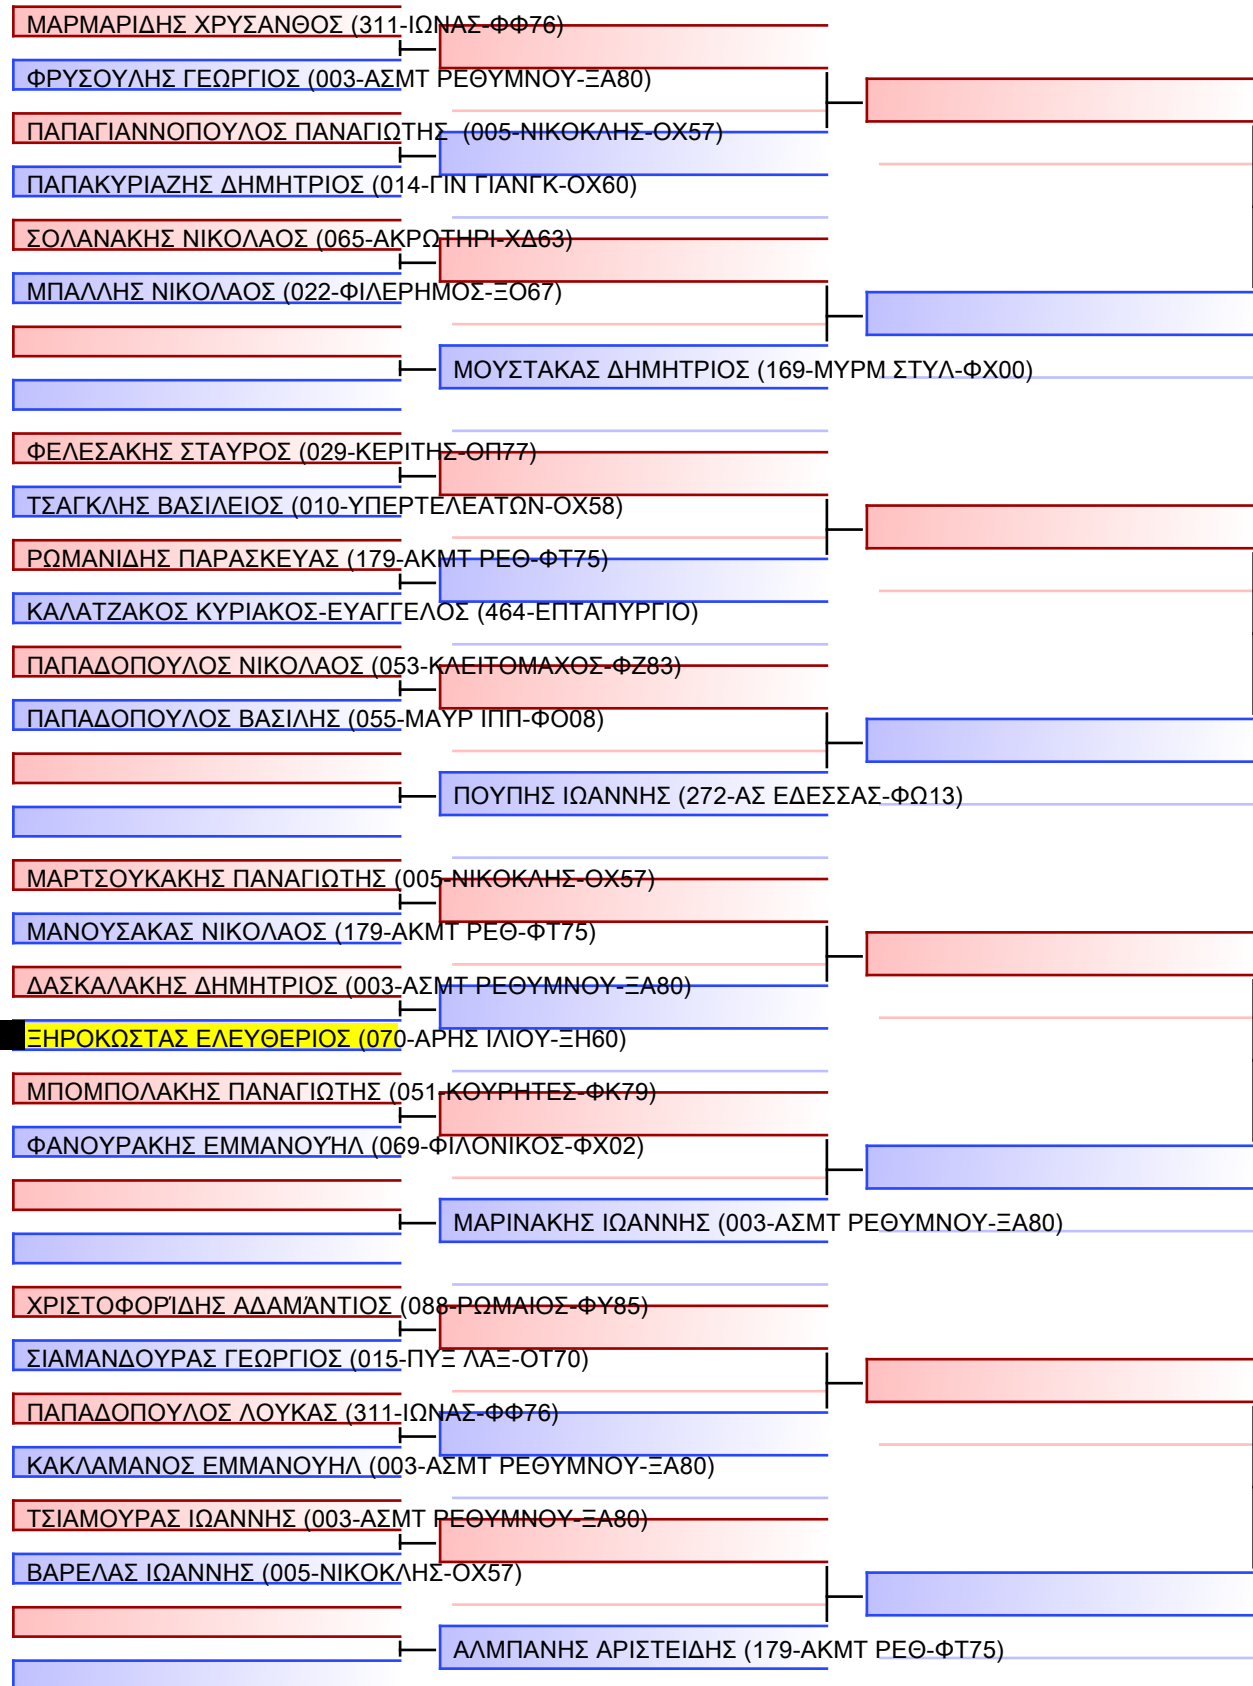 ΜΑΡΜΑΡΙΔΗΣ ΧΡΥΣΑΝΘΟΣ (311-ΙΩΝΑΣ-ΦΦ76)
ΦΡΥΣΟΥΛΗΣ ΓΕΩΡΓΙΟΣ (003-ΑΣΜΤ ΡΕΘΥΜΝΟΥ-ΞΑ80)
ΠΑΠΑΓΙΑΝΝΟΠΟΥΛΟΣ ΠΑΝΑΓΙΩΤΗΣ (005-ΝΙΚΟΚΛΗΣ-ΟΧ57)
ΠΑΠΑΚΥΡΙΑΖΗΣ ΔΗΜΗΤΡΙΟΣ (014-ΓΙΝ ΓΙΑΝΓΚ-ΟΧ60)
ΣΟΛΑΝΑΚΗΣ ΝΙΚΟΛΑΟΣ (065-ΑΚΡΩΤΗΡΙ-ΧΔ63)
ΜΠΑΛΛΗΣ ΝΙΚΟΛΑΟΣ (022-ΦΙΛΕΡΗΜΟΣ-ΞΟ67)
ΜΟΥΣΤΑΚΑΣ ΔΗΜΗΤΡΙΟΣ (169-ΜΥΡΜ ΣΤΥΛ-ΦΧ00)
ΦΕΛΕΣΑΚΗΣ ΣΤΑΥΡΟΣ (029-ΚΕΡΙΤΗΣ-ΟΠ77)
ΤΣΑΓΚΛΗΣ ΒΑΣΙΛΕΙΟΣ (010-ΥΠΕΡΤΕΛΕΑΤΩΝ-ΟΧ58)
ΡΩΜΑΝΙΔΗΣ ΠΑΡΑΣΚΕΥΑΣ (179-ΑΚΜΤ ΡΕΘ-ΦΤ75)
ΚΑΛΑΤΖΑΚΟΣ ΚΥΡΙΑΚΟΣ-ΕΥΑΓΓΕΛΟΣ (464-ΕΠΤΑΠΥΡΓΙΟ)
ΠΑΠΑΔΟΠΟΥΛΟΣ ΝΙΚΟΛΑΟΣ (053-ΚΛΕΙΤΟΜΑΧΟΣ-ΦΖ83)
ΠΑΠΑΔΟΠΟΥΛΟΣ ΒΑΣΙΛΗΣ (055-ΜΑΥΡ ΙΠΠ-ΦΟ08)
ΠΟΥΠΗΣ ΙΩΑΝΝΗΣ (272-ΑΣ ΕΔΕΣΣΑΣ-ΦΩ13)
ΜΑΡΤΣΟΥΚΑΚΗΣ ΠΑΝΑΓΙΩΤΗΣ (005-ΝΙΚΟΚΛΗΣ-ΟΧ57)
ΜΑΝΟΥΣΑΚΑΣ ΝΙΚΟΛΑΟΣ (179-ΑΚΜΤ ΡΕΘ-ΦΤ75)
ΔΑΣΚΑΛΑΚΗΣ ΔΗΜΗΤΡΙΟΣ (003-ΑΣΜΤ ΡΕΘΥΜΝΟΥ-ΞΑ80)
ΞΗΡΟΚΩΣΤΑΣ ΕΛΕΥΘΕΡΙΟΣ (070-ΑΡΗΣ ΙΛΙΟΥ-ΞΗ60)
ΜΠΟΜΠΟΛΑΚΗΣ ΠΑΝΑΓΙΩΤΗΣ (051-ΚΟΥΡΗΤΕΣ-ΦΚ79)
ΦΑΝΟΥΡΑΚΗΣ ΕΜΜΑΝΟΥΉΛ (069-ΦΙΛΟΝΙΚΟΣ-ΦΧ02)
ΜΑΡΙΝΑΚΗΣ ΙΩΑΝΝΗΣ (003-ΑΣΜΤ ΡΕΘΥΜΝΟΥ-ΞΑ80)
ΧΡΙΣΤΟΦΟΡΊΔΗΣ ΑΔΑΜΆΝΤΙΟΣ (088-ΡΩΜΑΙΟΣ-ΦΥ85)
ΣΙΑΜΑΝΔΟΥΡΑΣ ΓΕΩΡΓΙΟΣ (015-ΠΥΞ ΛΑΞ-ΟΤ70)
ΠΑΠΑΔΟΠΟΥΛΟΣ ΛΟΥΚΑΣ (311-ΙΩΝΑΣ-ΦΦ76)
ΚΑΚΛΑΜΑΝΟΣ ΕΜΜΑΝΟΥΗΛ (003-ΑΣΜΤ ΡΕΘΥΜΝΟΥ-ΞΑ80)
ΤΣΙΑΜΟΥΡΑΣ ΙΩΑΝΝΗΣ (003-ΑΣΜΤ ΡΕΘΥΜΝΟΥ-ΞΑ80)
ΒΑΡΕΛΑΣ ΙΩΑΝΝΗΣ (005-ΝΙΚΟΚΛΗΣ-ΟΧ57)
ΑΛΜΠΑΝΗΣ ΑΡΙΣΤΕΙΔΗΣ (179-ΑΚΜΤ ΡΕΘ-ΦΤ75)